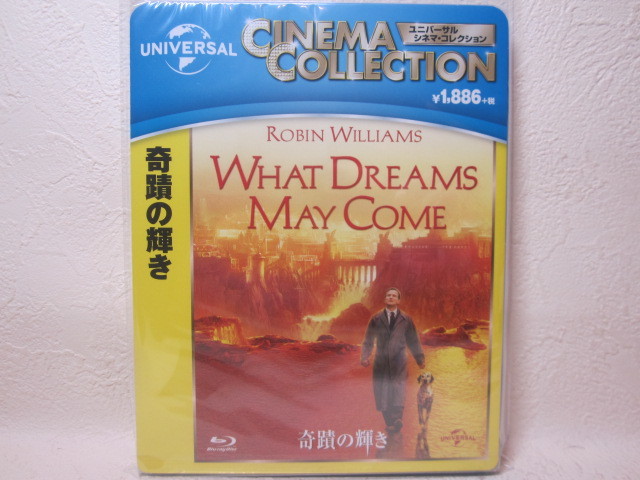 UNIVERSAL
CINEMA
COLLECTION
ユニバーサル
シネマ・コレクション
¥1,886+税
奇蹟の輝き
ROBIN WILLIAMS
WHAT DREAMS
MAY COME
奇蹟の輝き